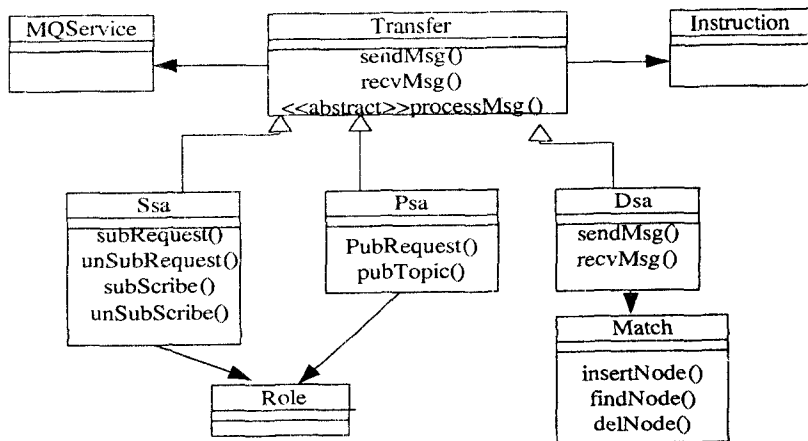 MQService
Transfer
sendMsg()
recvMsg()
<<abstract>>processMsg()
Instruction
Ssa
subRequest()
unSubRequest()
subScribe()
unSubScribe()
Psa
PubRequest()
pubTopic()
Dsa
sendMsg()
recvMsg()
Match
insertNode()
findNode()
delNode()
Role